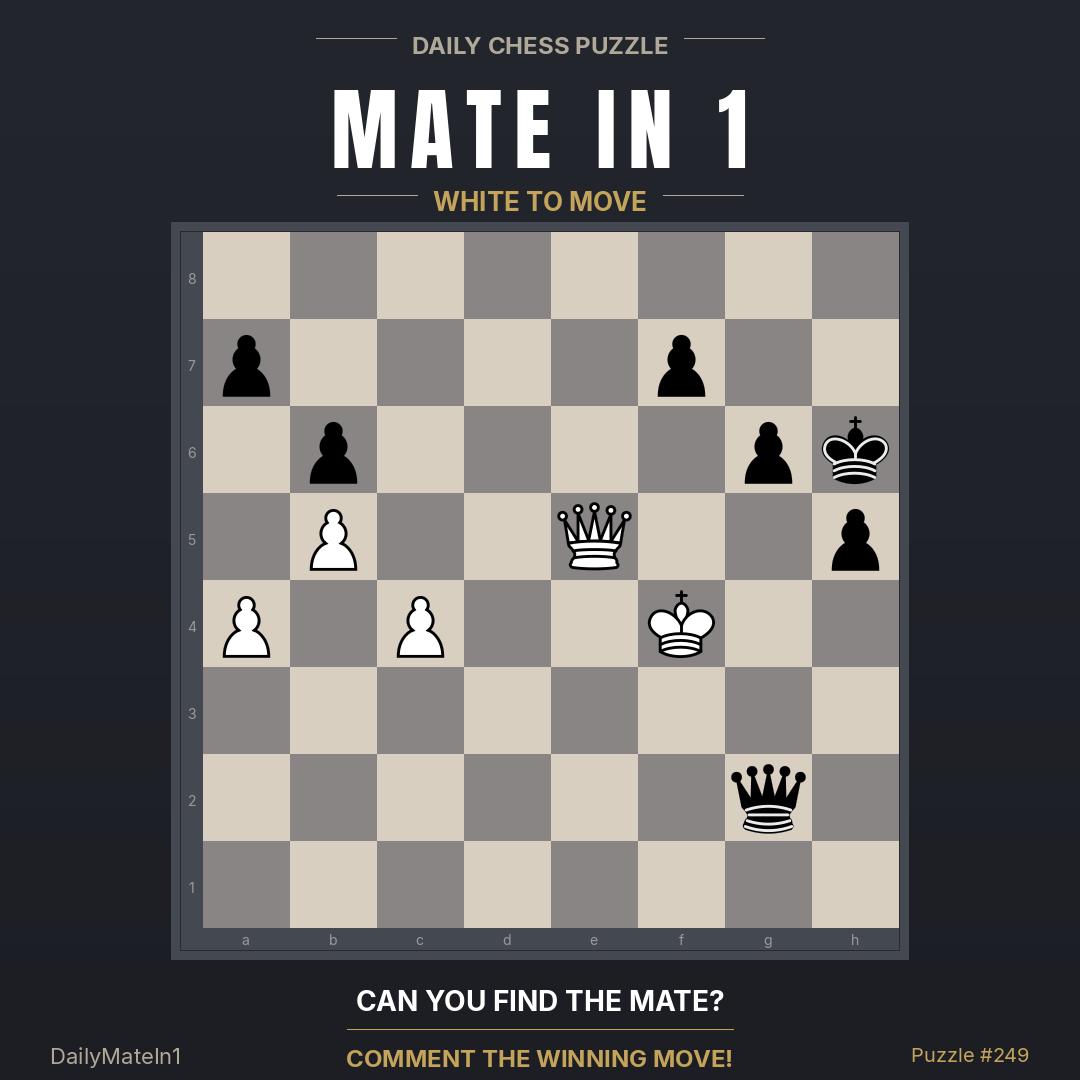 DAILY CHESS PUZZLE
MATE IN 1
WHITE TO MOVE
8
7
6
5
4
3
2
1
a b c d e f g h
CAN YOU FIND THE MATE?
COMMENT THE WINNING MOVE!
DailyMateIn1
Puzzle #249